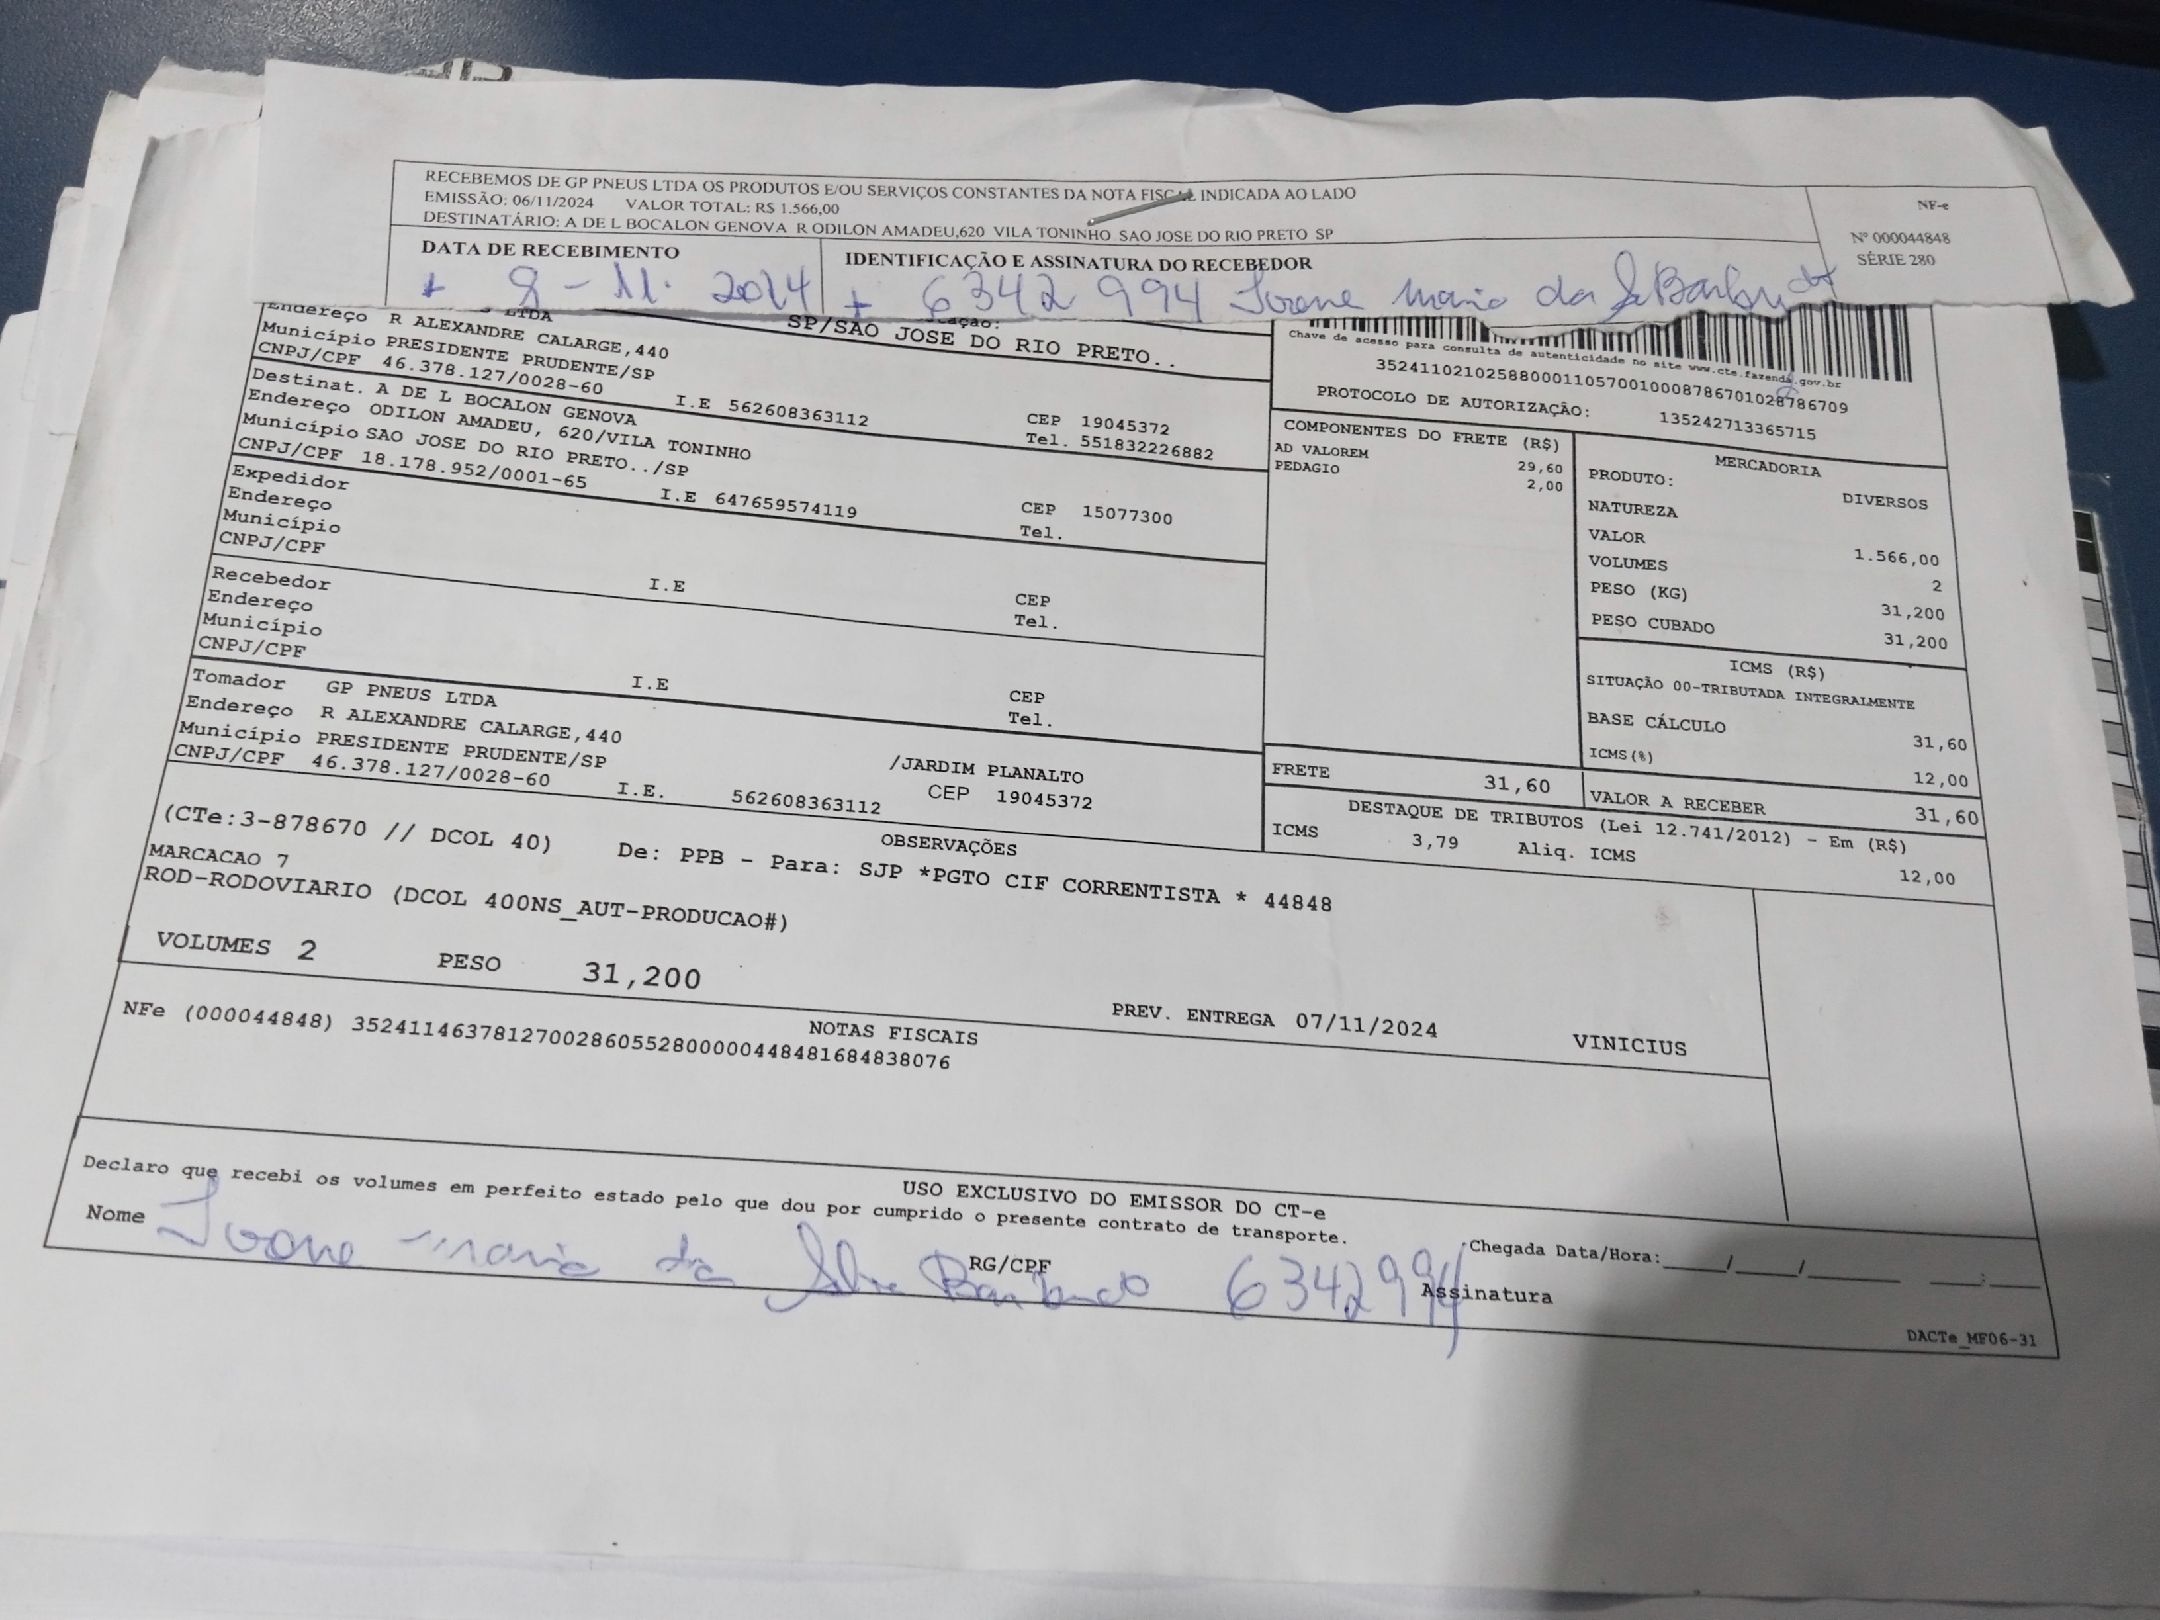 RECEBEMOS DE GP PNEUS LTDA OS PRODUTOS E/OU SERVIÇOS CONSTANTES DA NOTA FISCAL INDICADA AO LADO
EMISSÃO: 06/11/2024 VALOR TOTAL: R$ 1.566,00
DESTINATÁRIO: A DE L BOCALON GENOVA R ODILON AMADEU,620 VILA TONINHO SAO JOSE DO RIO PRETO SP
NF-e
Nº 000044848
SÉRIE 280
DATA DE RECEBIMENTO
8 - 11. 2024
IDENTIFICAÇÃO E ASSINATURA DO RECEBEDOR
6342994 Ivone Maria da
LTDA
Endereço R ALEXANDRE CALARGE,440
Município PRESIDENTE PRUDENTE/SP
CNPJ/CPF 46.378.127/0028-60 I.E 562608363112 CEP 19045372
Tel. 551832226882
SP/SAO JOSE DO RIO PRETO..
Destinat. A DE L BOCALON GENOVA
Endereço ODILON AMADEU, 620/VILA TONINHO
Município SAO JOSE DO RIO PRETO../SP
CNPJ/CPF 18.178.952/0001-65 I.E 647659574119 CEP 15077300
Tel.
Expedidor
Endereço
Município
CNPJ/CPF I.E CEP
Tel.
Recebedor
Endereço
Município
CNPJ/CPF I.E CEP
Tel.
Tomador GP PNEUS LTDA
Endereço R ALEXANDRE CALARGE,440 /JARDIM PLANALTO
Município PRESIDENTE PRUDENTE/SP CEP 19045372
CNPJ/CPF 46.378.127/0028-60 I.E. 562608363112
Chave de acesso para consulta de autenticidade no site www.cte.fazenda.gov.br
35241102102588000110570010008786701028786709
PROTOCOLO DE AUTORIZAÇÃO: 135242713365715
COMPONENTES DO FRETE (R$)
AD VALOREM 29,60
PEDAGIO 2,00
MERCADORIA
PRODUTO: DIVERSOS
NATUREZA
VALOR 1.566,00
VOLUMES 2
PESO (KG) 31,200
PESO CUBADO 31,200
ICMS (R$)
SITUAÇÃO 00-TRIBUTADA INTEGRALMENTE
BASE CÁLCULO 31,60
ICMS(%) 12,00
FRETE 31,60 VALOR A RECEBER 31,60
DESTAQUE DE TRIBUTOS (Lei 12.741/2012) - Em (R$)
ICMS 3,79 Aliq. ICMS 12,00
OBSERVAÇÕES
(CTe:3-878670 // DCOL 40) De: PPB - Para: SJP *PGTO CIF CORRENTISTA * 44848
MARCACAO 7
ROD-RODOVIARIO (DCOL 400NS_AUT-PRODUCAO#)
VOLUMES 2 PESO 31,200 PREV. ENTREGA 07/11/2024 VINICIUS
NOTAS FISCAIS
NFe (000044848) 35241146378127002860552800000448481684838076
USO EXCLUSIVO DO EMISSOR DO CT-e
Declaro que recebi os volumes em perfeito estado pelo que dou por cumprido o presente contrato de transporte.
Nome Ivone Maria da Silva RG/CPF 6342994 Assinatura
Chegada Data/Hora:____/____/______ ____:____
DACTe_MF06-31